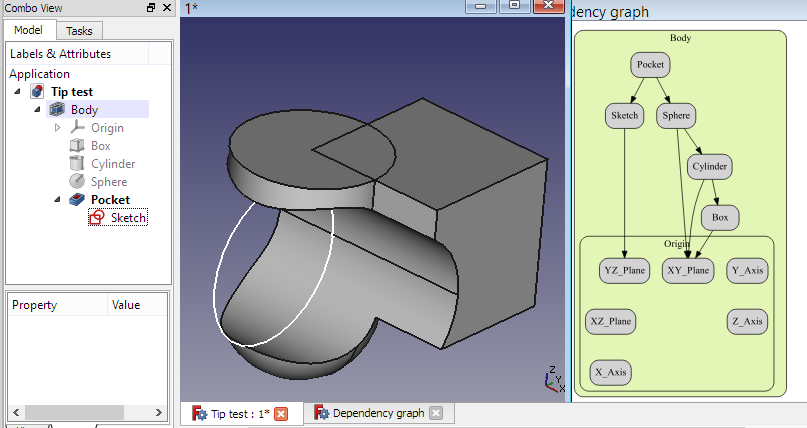 Combo View
Model
Tasks
Labels & Attributes
Application
Tip test
Body
Origin
Box
Cylinder
Sphere
Pocket
Sketch
Property
Value
1*
Z
Y
X
Tip test : 1*
Dependency graph
dency graph
Body
Pocket
Sketch
Sphere
Cylinder
Box
Origin
YZ_Plane
XY_Plane
Y_Axis
XZ_Plane
Z_Axis
X_Axis